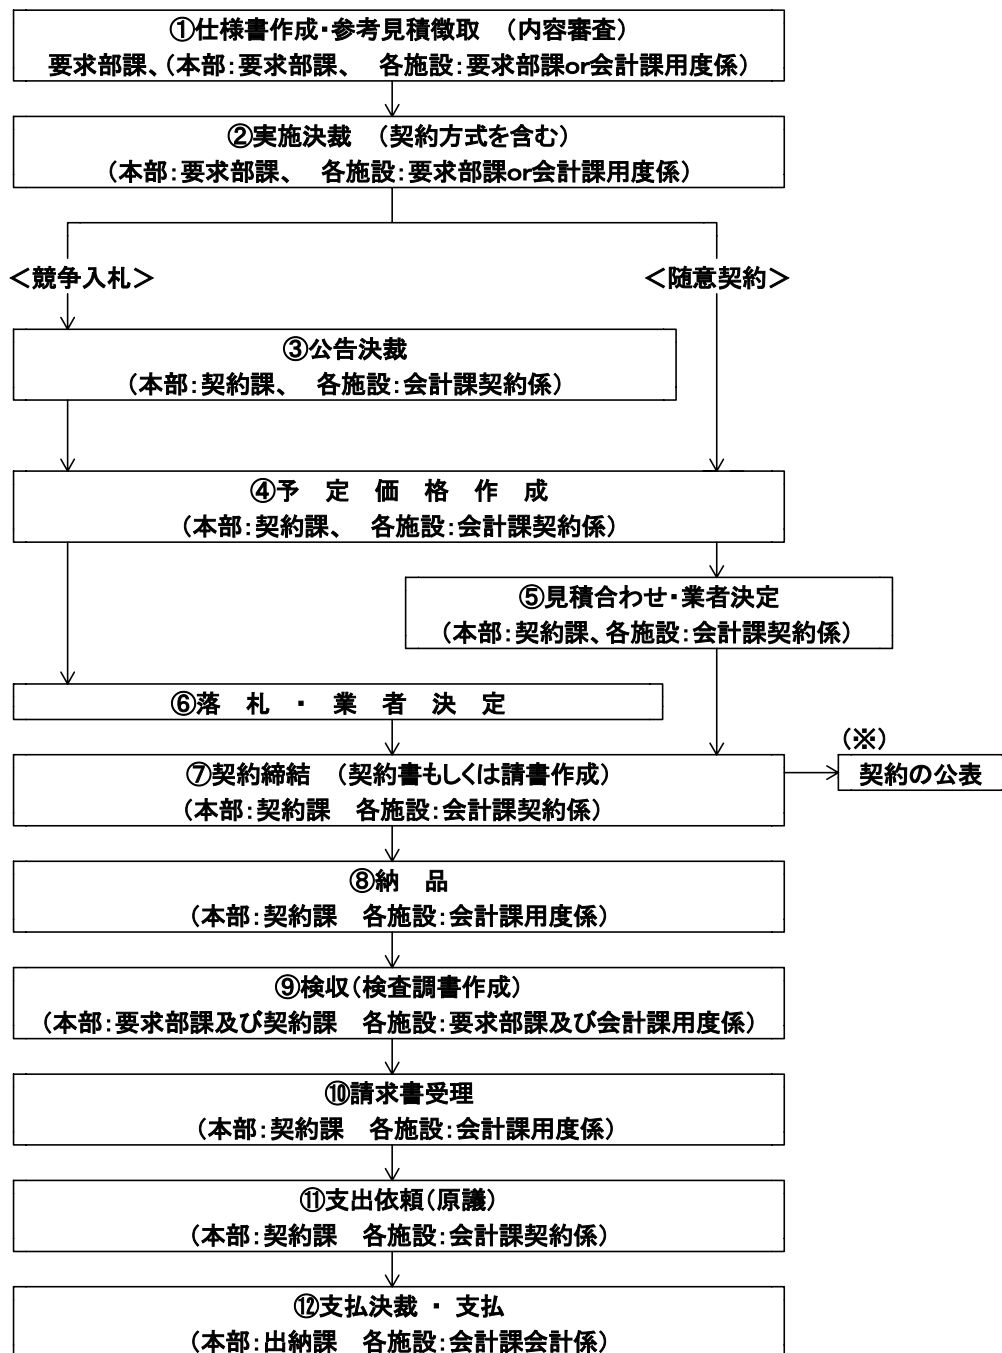 ①仕様書作成・参考見積徴取　（内容審査）
要求部課、（本部：要求部課、　各施設：要求部課or会計課用度係）
②実施決裁　（契約方式を含む）
（本部：要求部課、　各施設：要求部課or会計課用度係）
＜競争入札＞
＜随意契約＞
③公告決裁
（本部：契約課、　各施設：会計課契約係）
④予　定　価　格　作　成
（本部：契約課、　各施設：会計課契約係）
⑤見積合わせ・業者決定
（本部：契約課、各施設：会計課契約係）
⑥落　札　・　業　者　決　定
（※）
⑦契約締結　（契約書もしくは請書作成）
契約の公表
（本部：契約課　各施設：会計課契約係）
⑧納　品
（本部：契約課　各施設：会計課用度係）
⑨検収（検査調書作成）
（本部：要求部課及び契約課　各施設：要求部課及び会計課用度係）
⑩請求書受理
（本部：契約課　各施設：会計課用度係）
⑪支出依頼（原議）
（本部：契約課　各施設：会計課契約係）
⑫支払決裁 ・ 支払
（本部：出納課　各施設：会計課会計係）